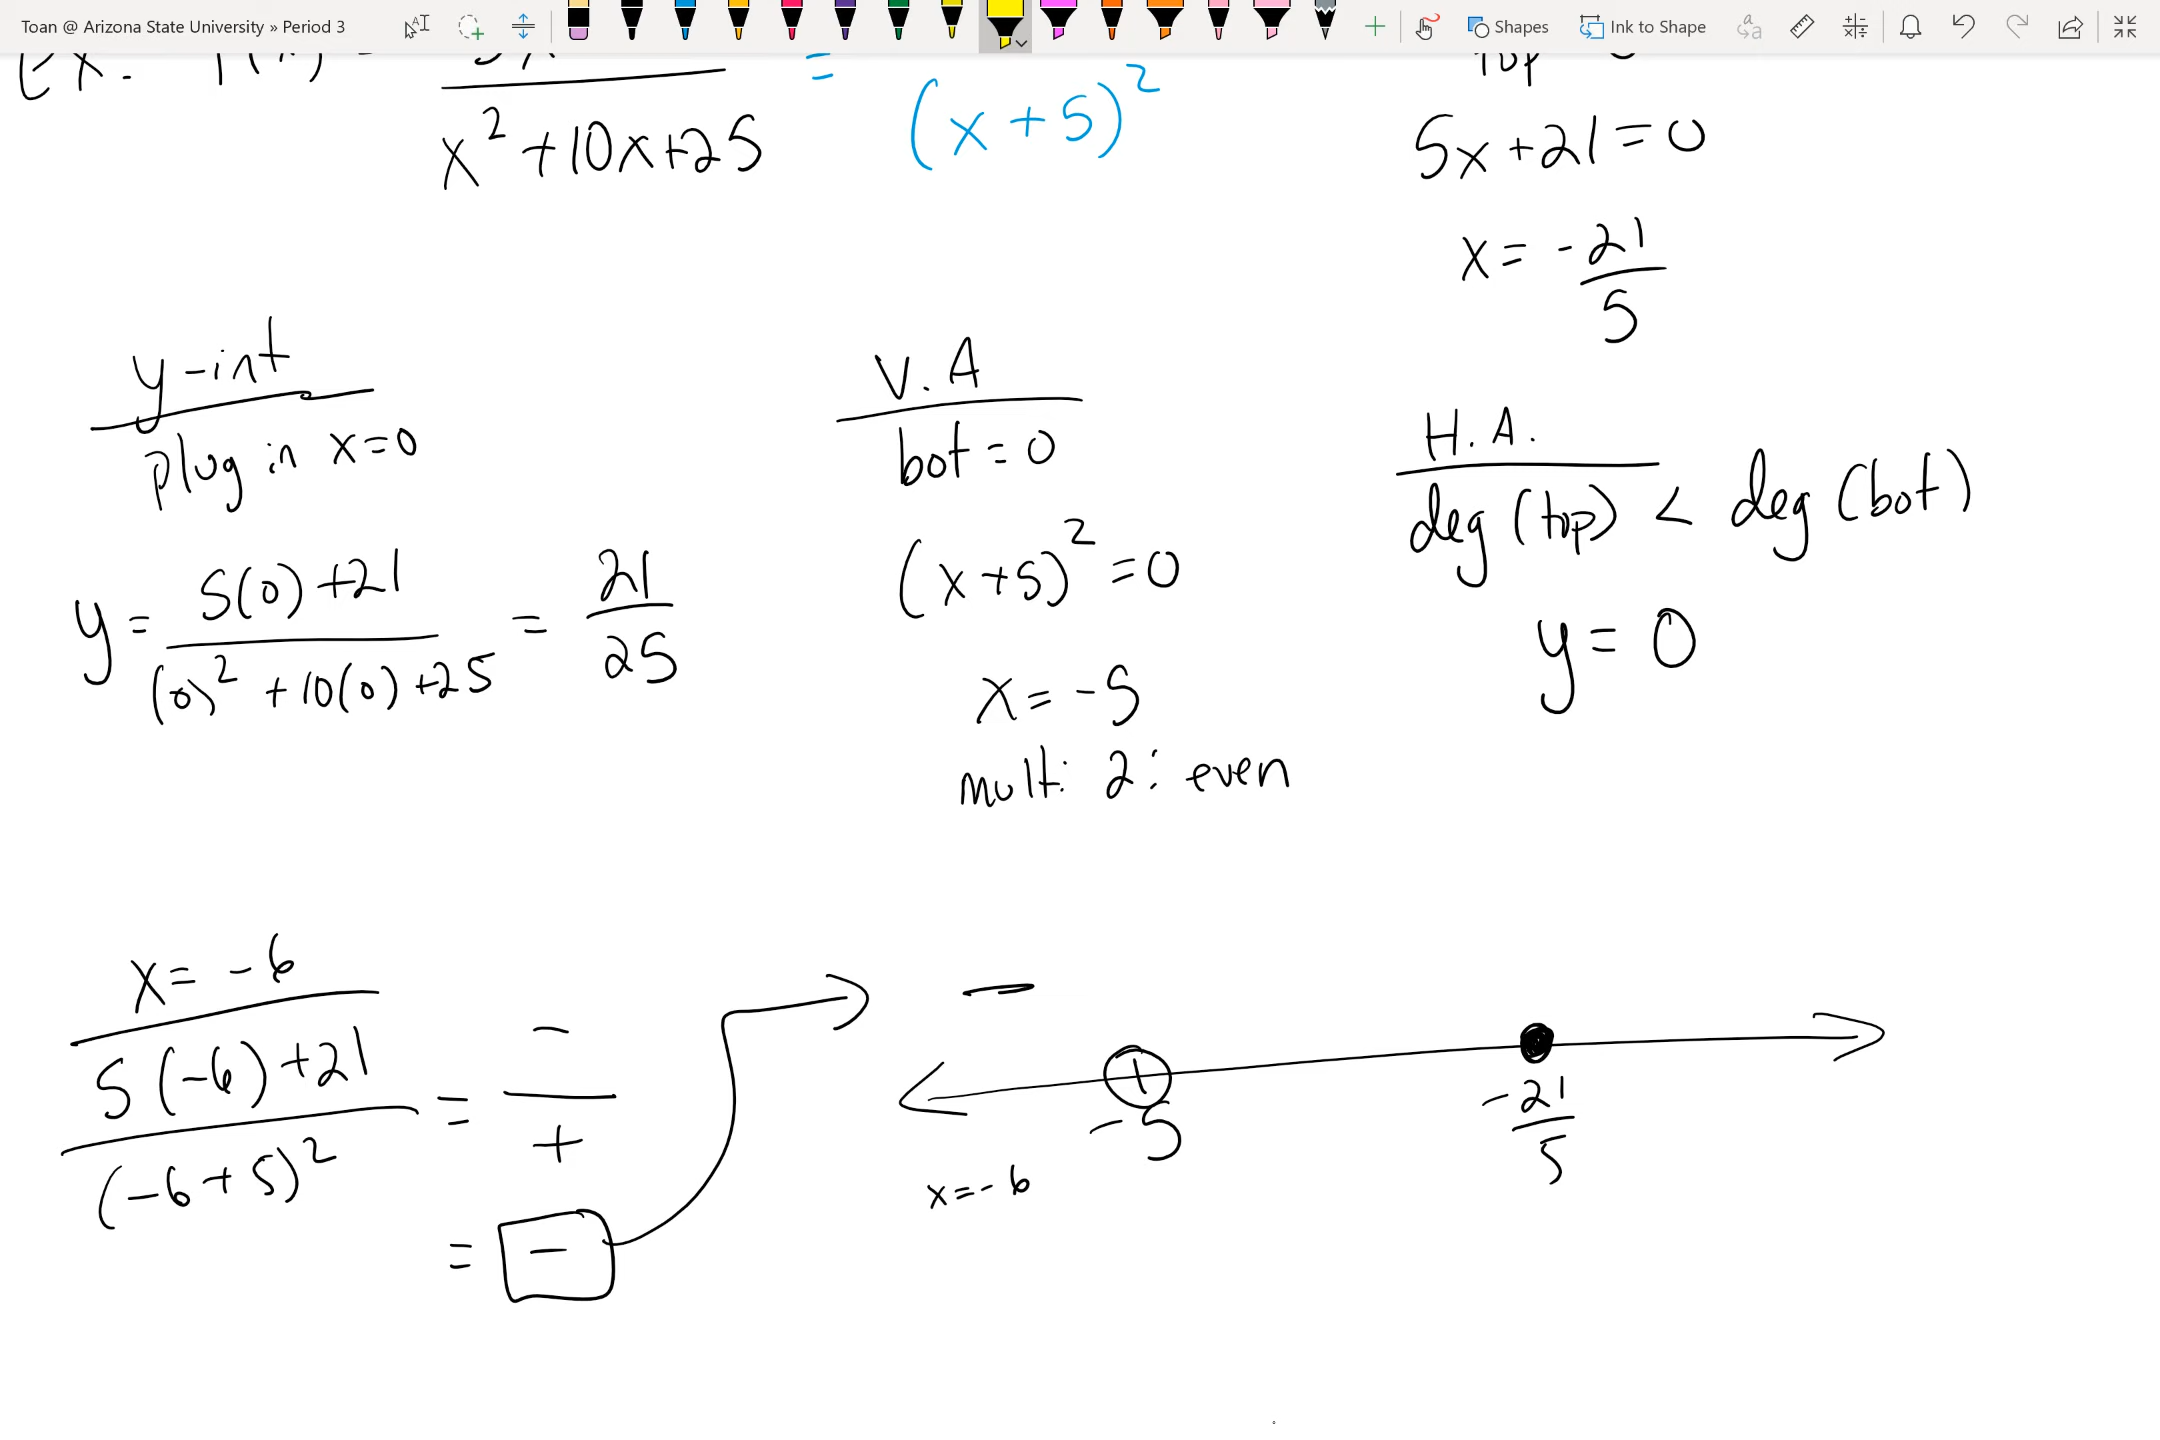 Toan @ Arizona State University » Period 3
Shapes
Ink to Shape
ex. f(x) =
x² + 10x + 25
=
(x + 5)²
top
5x + 21 = 0
x = -21/5
y-int
plug in x = 0
y = (5(0) + 21)/((0)² + 10(0) + 25) = 21/25
V. A
bot = 0
(x + 5)² = 0
x = -5
mult: 2: even
H. A.
deg (top) < deg (bot)
y = 0
x = -6
(5(-6) + 21)/(-6 + 5)² = -/+
= -
-
-5
-21/5
x = -6